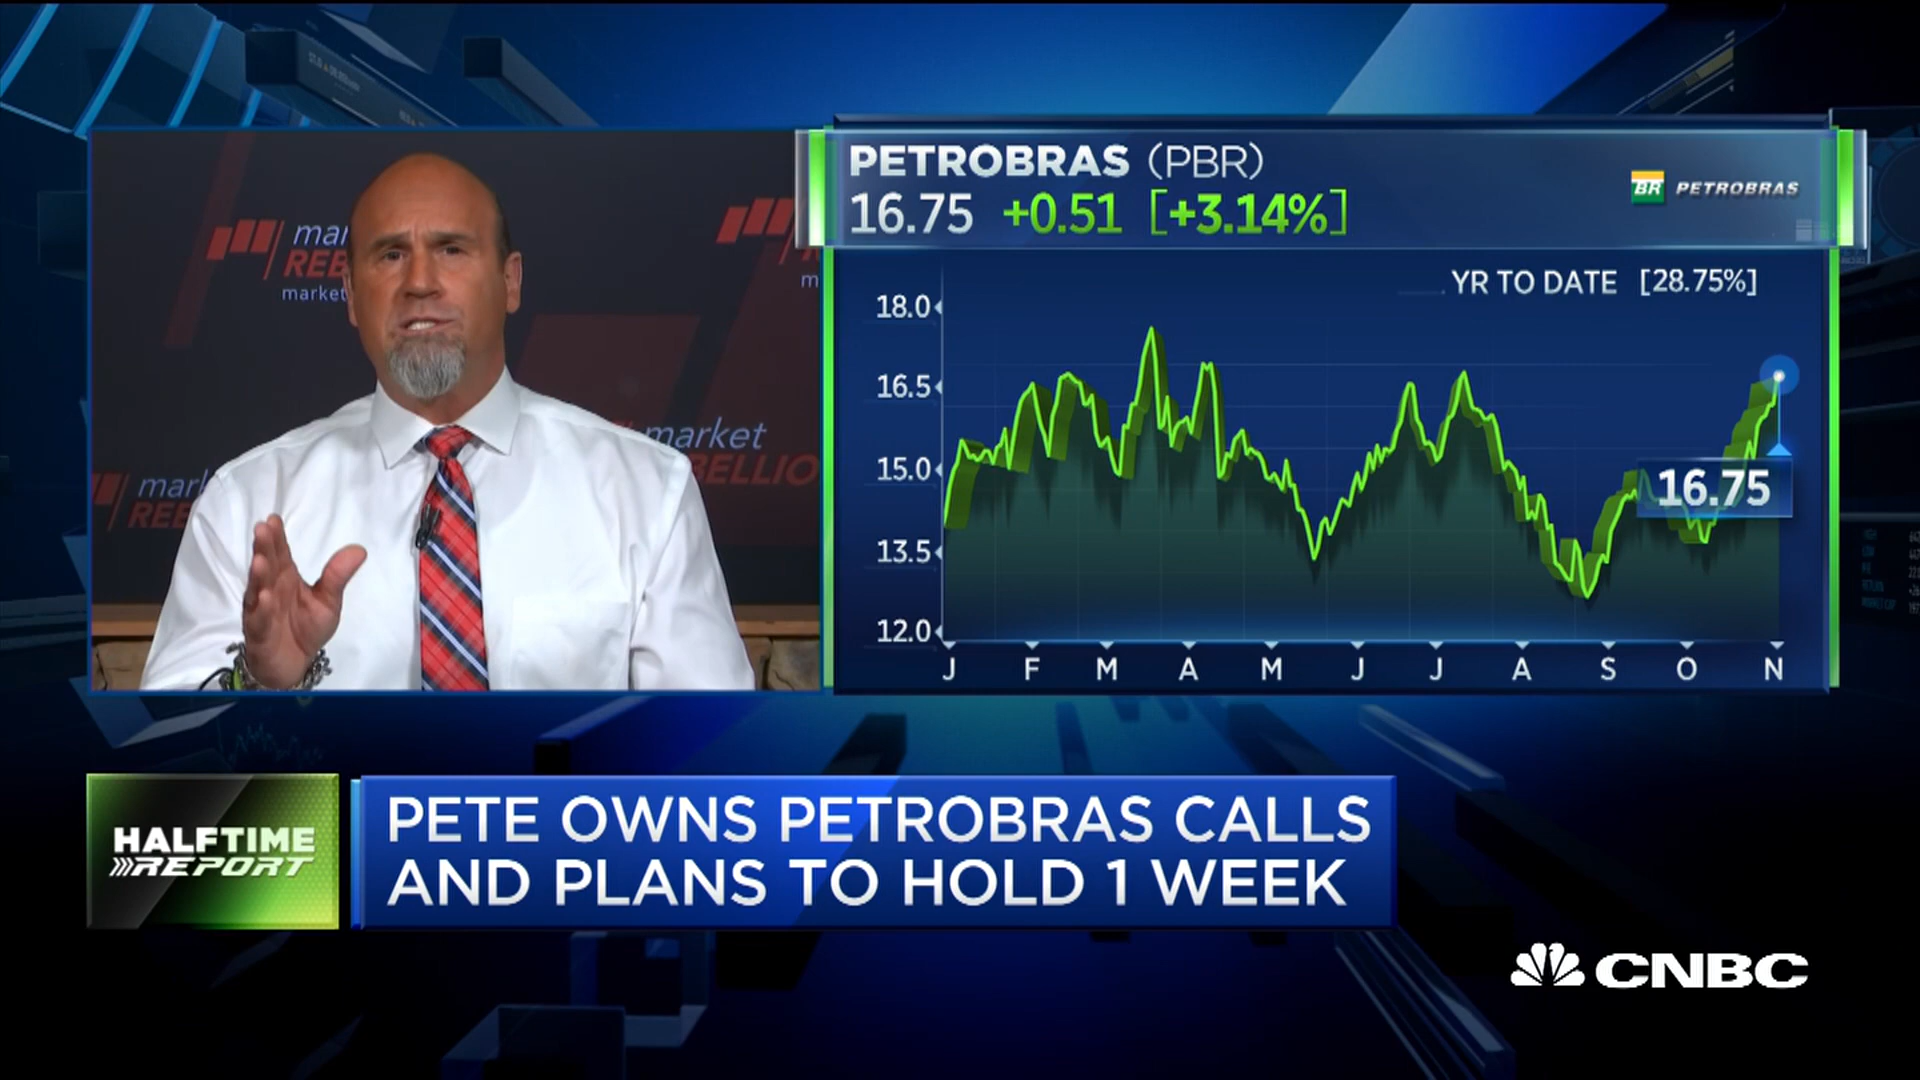 PETROBRAS (PBR)
16.75 +0.51 [+3.14%]
BR PETROBRAS
YR TO DATE [28.75%]
18.0
16.5
15.0
13.5
12.0
16.75
J F M A M J J A S O N
market
REBELLIO
HALFTIME
REPORT
PETE OWNS PETROBRAS CALLS
AND PLANS TO HOLD 1 WEEK
CNBC